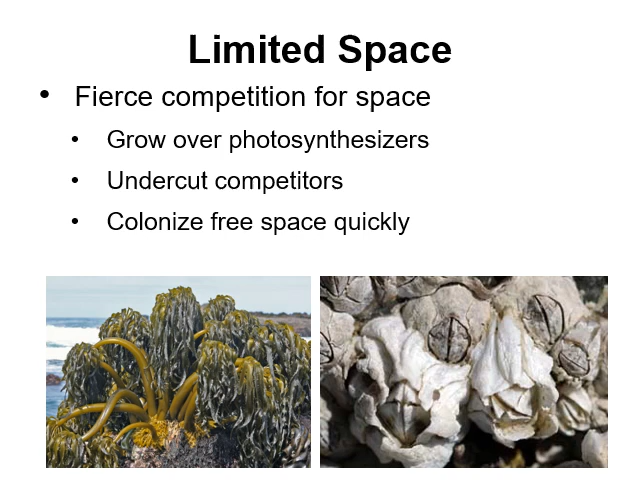 Limited Space
• Fierce competition for space
• Grow over photosynthesizers
• Undercut competitors
• Colonize free space quickly